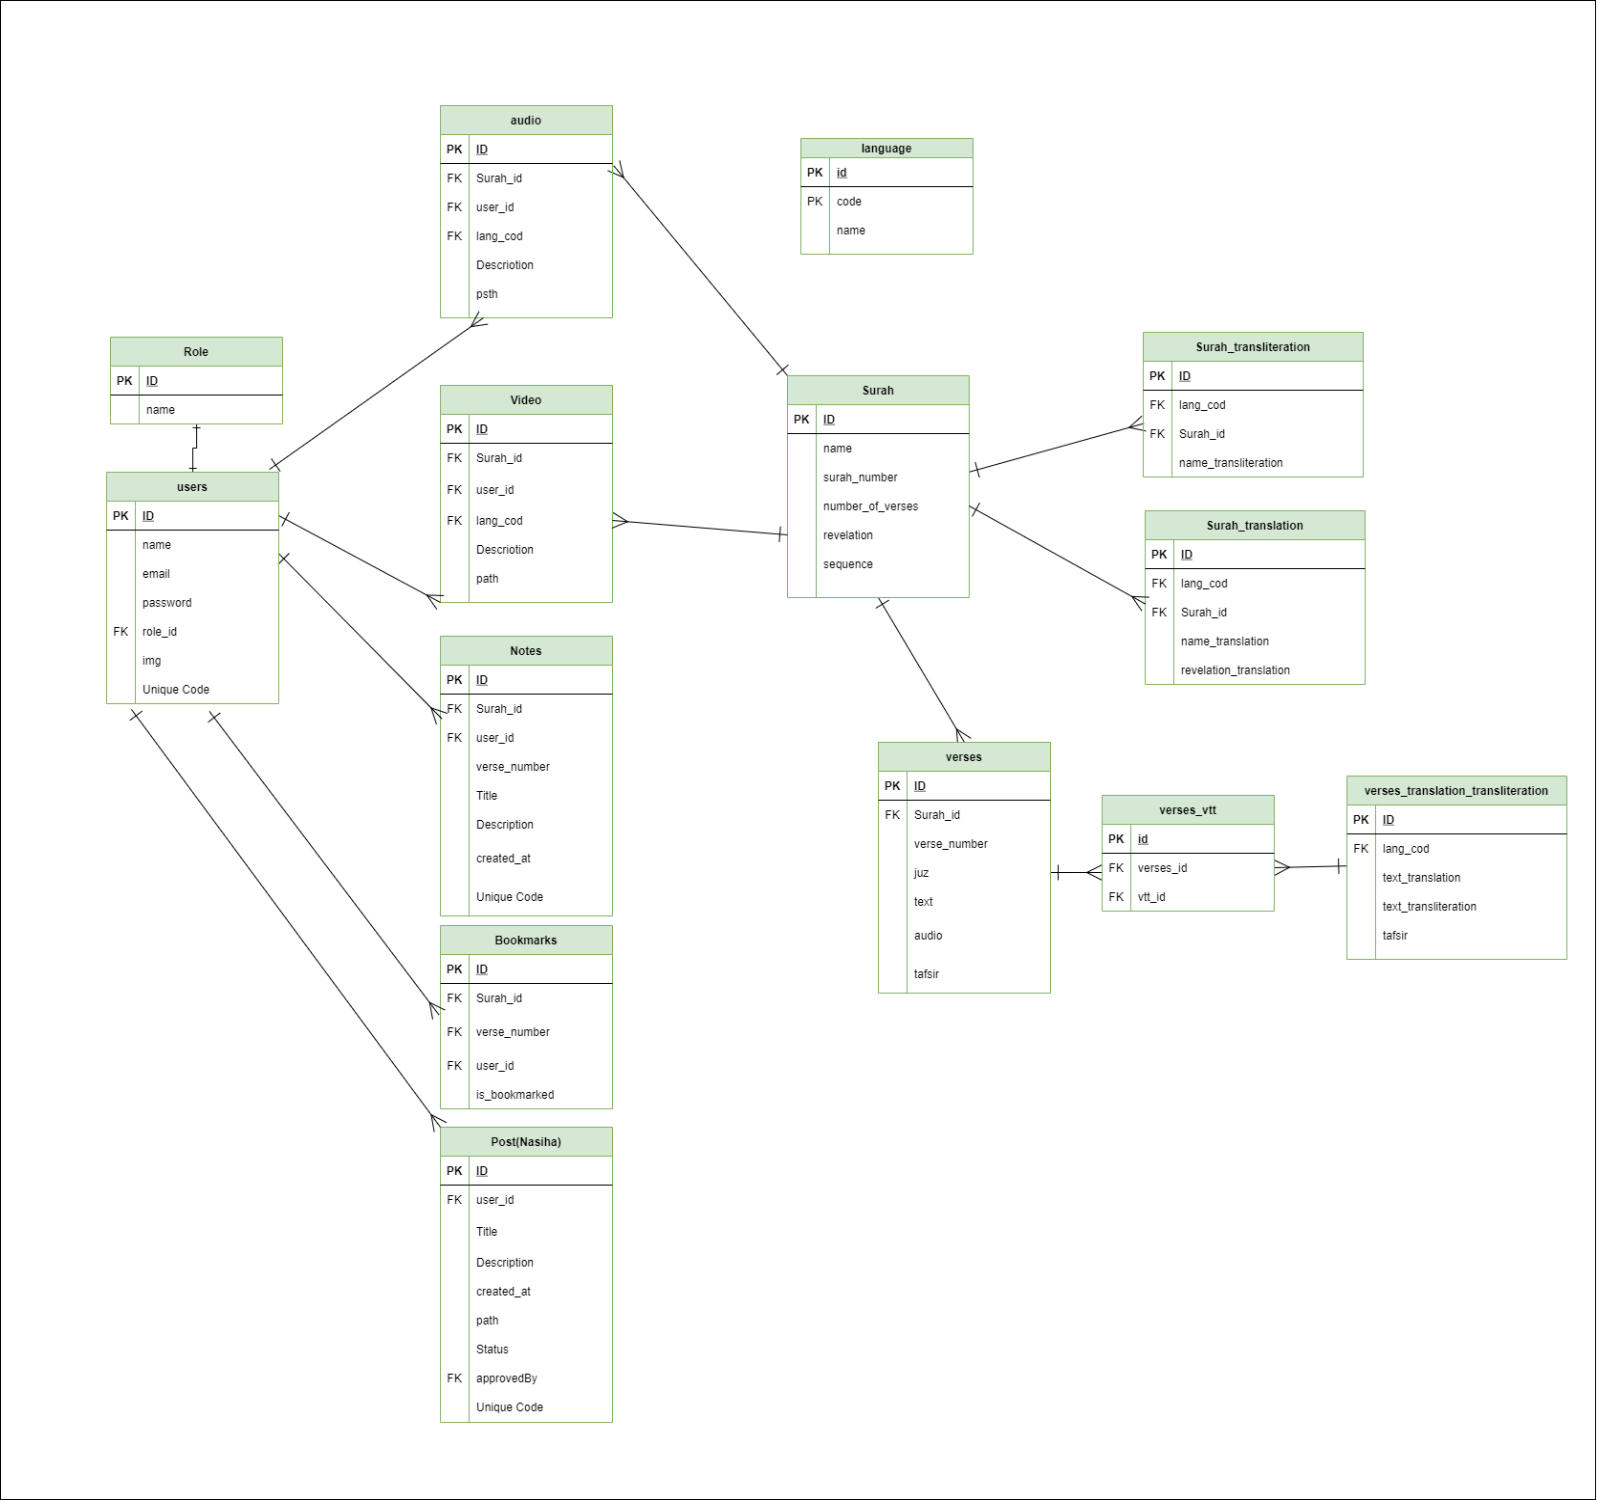 audio
PK ID
FK Surah_id
FK user_id
FK lang_cod
Descriotion
psth
language
PK id
PK code
name
Role
PK ID
name
users
PK ID
name
email
password
FK role_id
img
Unique Code
Video
PK ID
FK Surah_id
FK user_id
FK lang_cod
Descriotion
path
Surah
PK ID
name
surah_number
number_of_verses
revelation
sequence
Surah_transliteration
PK ID
FK lang_cod
FK Surah_id
name_transliteration
Surah_translation
PK ID
FK lang_cod
FK Surah_id
name_translation
revelation_translation
Notes
PK ID
FK Surah_id
FK user_id
verse_number
Title
Description
created_at
Unique Code
verses
PK ID
FK Surah_id
verse_number
juz
text
audio
tafsir
verses_vtt
PK id
FK verses_id
FK vtt_id
verses_translation_transliteration
PK ID
FK lang_cod
text_translation
text_transliteration
tafsir
Bookmarks
PK ID
FK Surah_id
FK verse_number
FK user_id
is_bookmarked
Post(Nasiha)
PK ID
FK user_id
Title
Description
created_at
path
Status
FK approvedBy
Unique Code